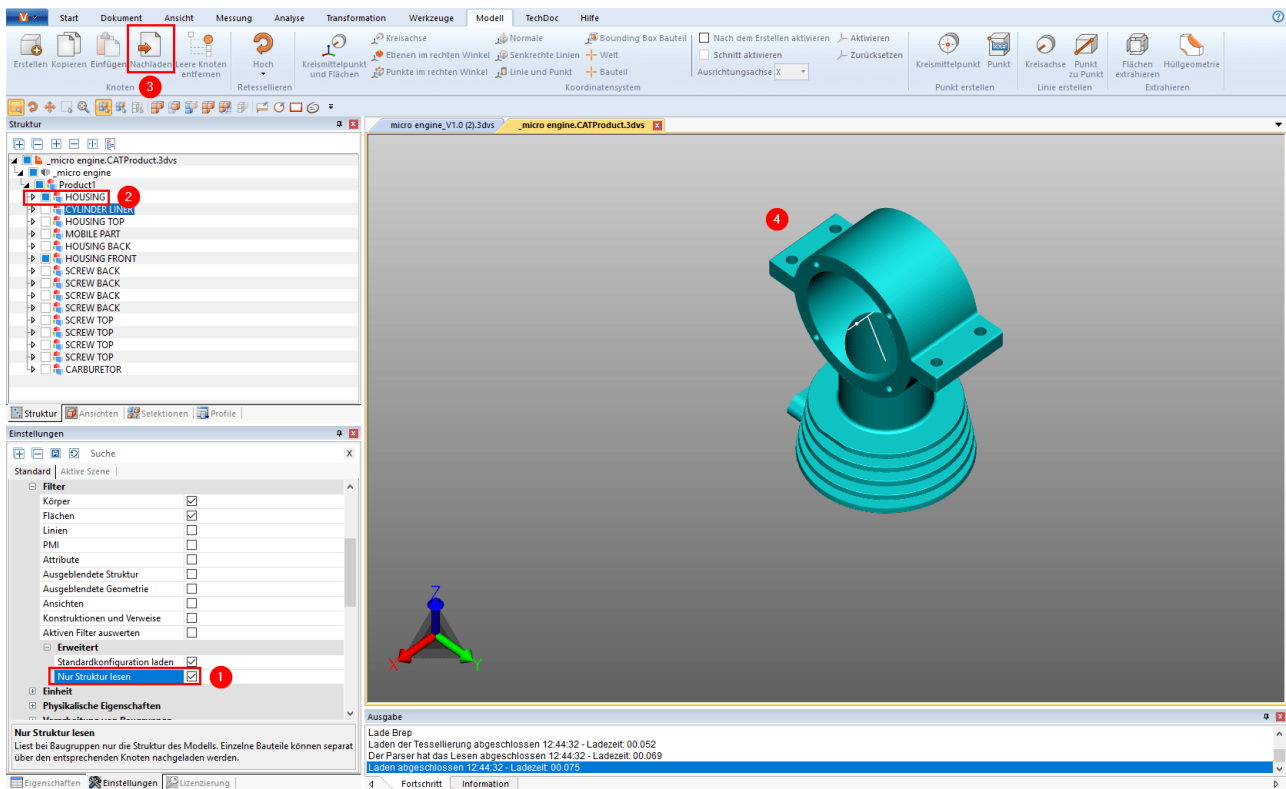 V Start Dokument Ansicht Messung Analyse Transformation Werkzeuge Modell TechDoc Hilfe
Erstellen Kopieren Einfügen Nachladen Leere Knoten entfernen
Knoten
3
Hoch
Retessellieren
Kreismittelpunkt und Flächen
Kreisachse
Ebenen im rechten Winkel
Punkte im rechten Winkel
Normale
Senkrechte Linien
Linie und Punkt
Bounding Box Bauteil
Welt
Bauteil
Nach dem Erstellen aktivieren
Schnitt aktivieren
Ausrichtungsachse X
Aktivieren
Zurücksetzen
Koordinatensystem
Kreismittelpunkt Punkt
Punkt erstellen
Kreisachse Punkt zu Punkt
Linie erstellen
Flächen extrahieren Hüllgeometrie
Extrahieren
Struktur
_micro engine.CATProduct.3dvs
_micro engine
Product1
HOUSING 2
CYLINDER LINER
HOUSING TOP
MOBILE PART
HOUSING BACK
HOUSING FRONT
SCREW BACK
SCREW BACK
SCREW BACK
SCREW BACK
SCREW TOP
SCREW TOP
SCREW TOP
SCREW TOP
CARBURETOR
Struktur Ansichten Selektionen Profile
Einstellungen
Suche X
Standard Aktive Szene
Filter
Körper
Flächen
Linien
PMI
Attribute
Ausgeblendete Struktur
Ausgeblendete Geometrie
Ansichten
Konstruktionen und Verweise
Aktiven Filter auswerten
Erweitert
Standardkonfiguration laden
Nur Struktur lesen 1
Einheit
Physikalische Eigenschaften
Nur Struktur lesen
Liest bei Baugruppen nur die Struktur des Modells. Einzelne Bauteile können separat
über den entsprechenden Knoten nachgeladen werden.
Eigenschaften Einstellungen Lizenzierung
micro engine_V1.0 (2).3dvs _micro engine.CATProduct.3dvs
4
Z
X Y
Ausgabe
Lade Brep
Laden der Tessellierung abgeschlossen 12:44:32 - Ladezeit: 00.052
Der Parser hat das Lesen abgeschlossen 12:44:32 - Ladezeit: 00.069
Laden abgeschlossen 12:44:32 - Ladezeit: 00.075
Fortschritt Information